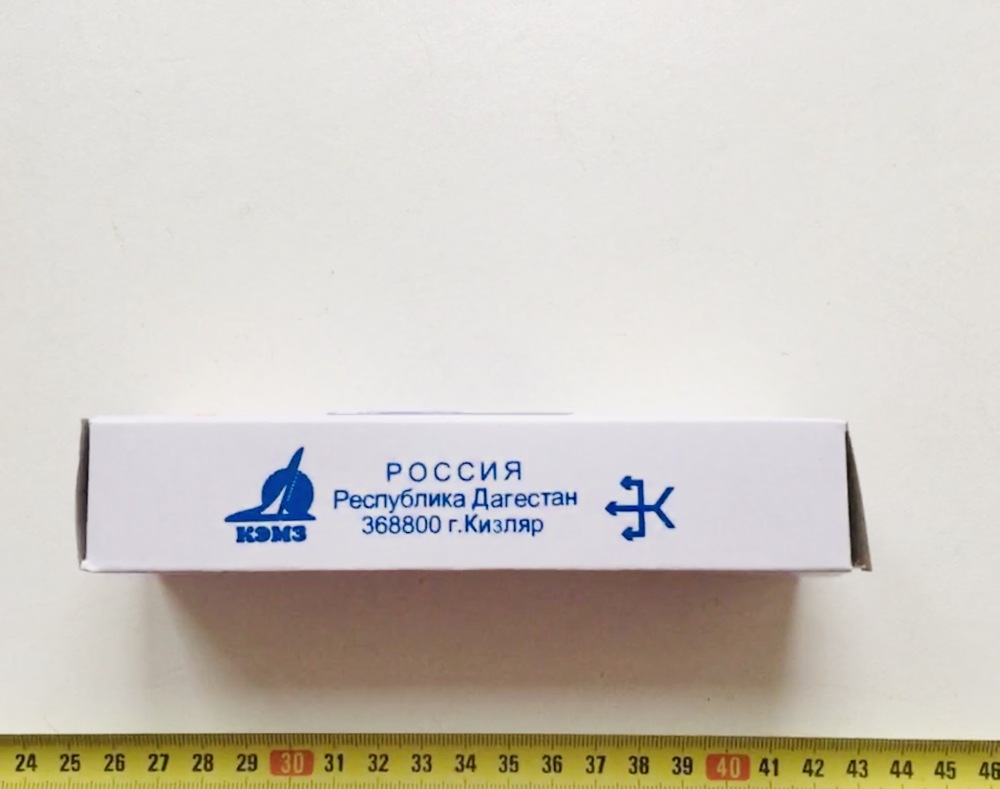 КЭМЗ
РОССИЯ
Республика Дагестан
368800 г.Кизляр
24 25 26 27 28 29 30 31 32 33 34 35 36 37 38 39 40 41 42 43 44 45 46